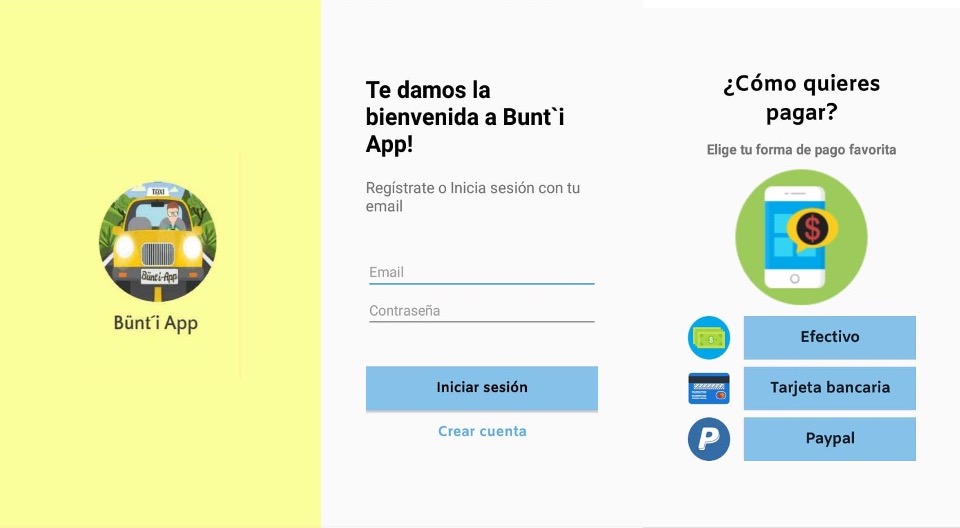 TAXI
Bünt´i-App
Bünt´i App
Te damos la
bienvenida a Bunt`i
App!
Regístrate o Inicia sesión con tu
email
Email
Contraseña
Iniciar sesión
Crear cuenta
¿Cómo quieres
pagar?
Elige tu forma de pago favorita
$
Efectivo
Tarjeta bancaria
Paypal